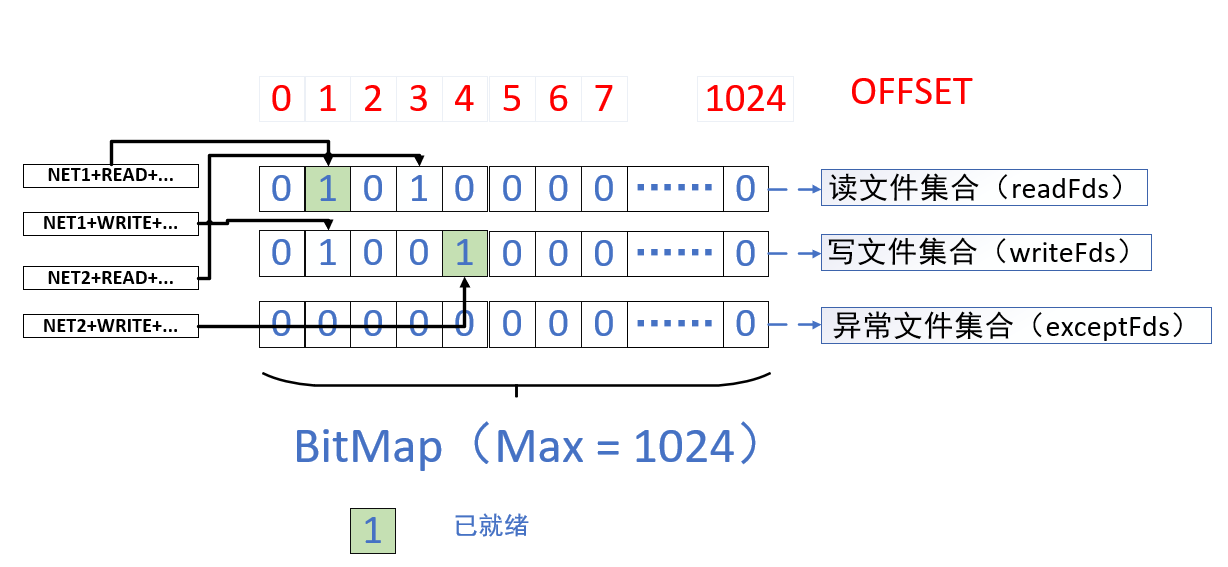 0 1 2 3 4 5 6 7 1024 OFFSET
NET1+READ+...
0 1 0 1 0 0 0 0 ······ 0
读文件集合（readFds）
NET1+WRITE+...
0 1 0 0 1 0 0 0 ······ 0
写文件集合（writeFds）
NET2+READ+...
NET2+WRITE+...
0 0 0 0 0 0 0 0 ······ 0
异常文件集合（exceptFds）
BitMap（Max = 1024）
1 已就绪